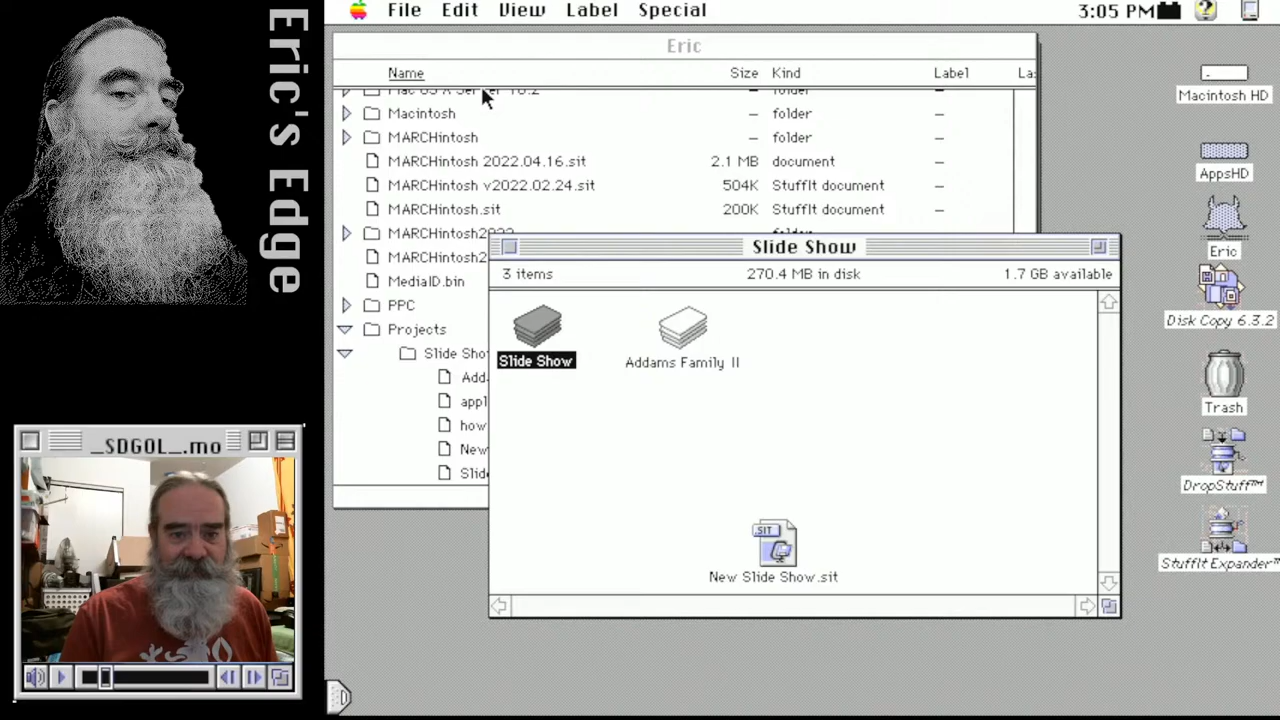 Eric's Edge
File Edit View Label Special
3:05 PM
Eric
Name Size Kind Label
folder
Macintosh – folder –
MARCHintosh – folder –
MARCHintosh 2022.04.16.sit 2.1 MB document –
MARCHintosh v2022.02.24.sit 504K StuffIt document –
MARCHintosh.sit 200K StuffIt document –
MediaID.bin
PPC
Projects
Slide Show
3 items 270.4 MB in disk 1.7 GB available
Slide Show
Addams Family II
.SIT
New Slide Show.sit
Macintosh HD
AppsHD
Eric
Disk Copy 6.3.2
Trash
DropStuff™
StuffIt Expander™
_SDGOL_.mo